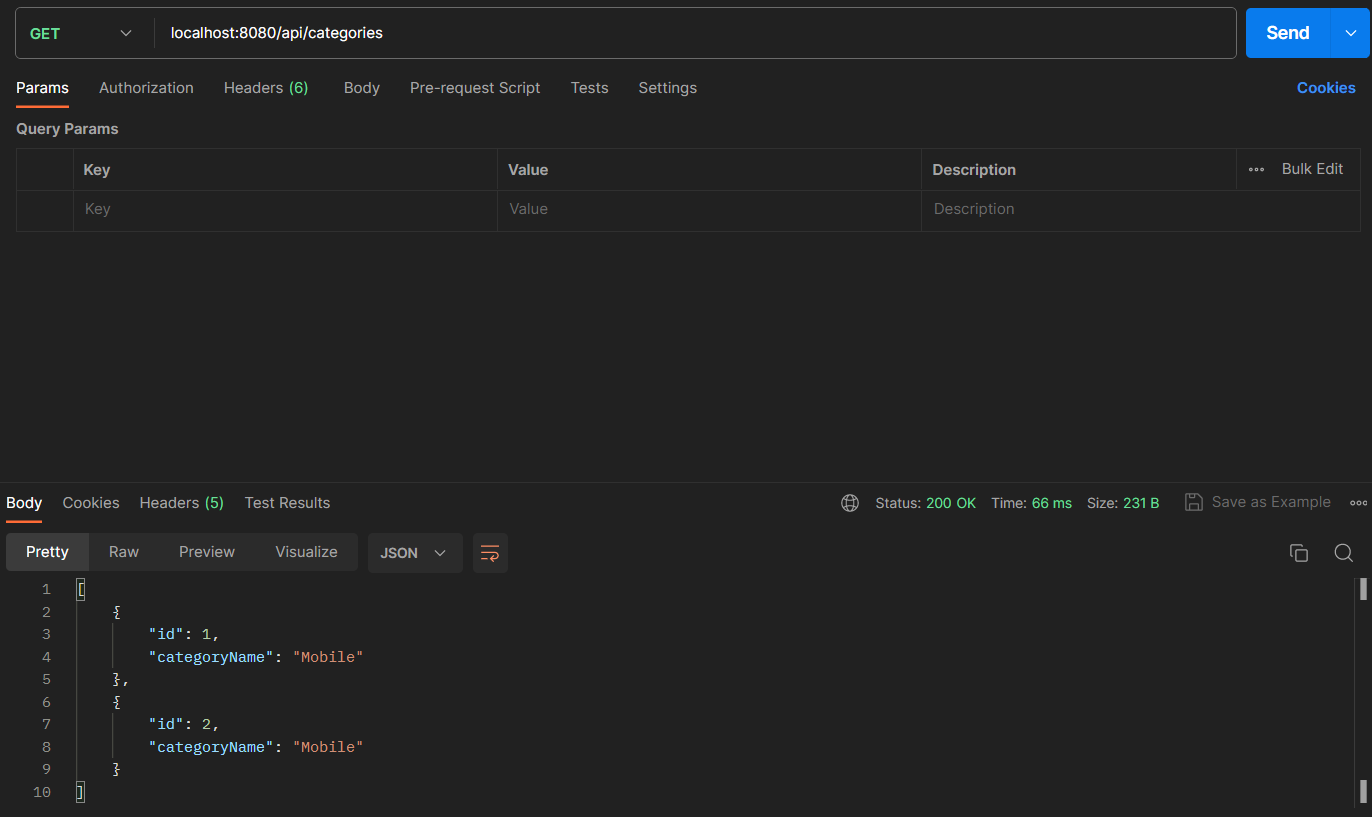 GET localhost:8080/api/categories Send
Params Authorization Headers (6) Body Pre-request Script Tests Settings Cookies
Query Params
Key Value Description Bulk Edit
Key Value Description
Body Cookies Headers (5) Test Results Status: 200 OK Time: 66 ms Size: 231 B Save as Example
Pretty Raw Preview Visualize JSON
1 [
2 {
3 "id": 1,
4 "categoryName": "Mobile"
5 },
6 {
7 "id": 2,
8 "categoryName": "Mobile"
9 }
10 ]